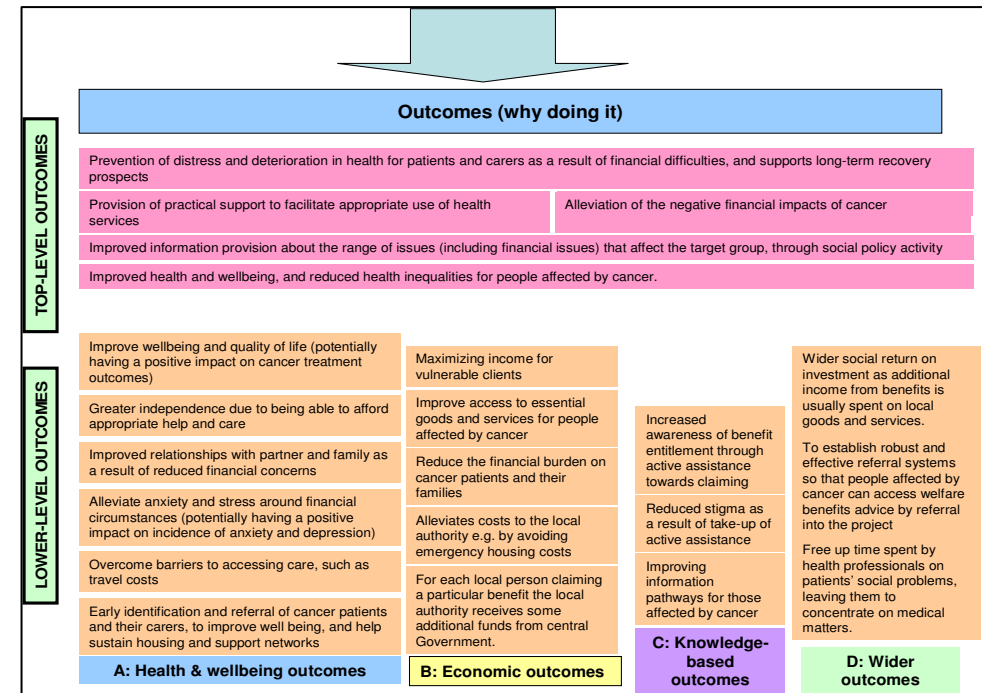 Outcomes (why doing it)
TOP-LEVEL OUTCOMES
Prevention of distress and deterioration in health for patients and carers as a result of financial difficulties, and supports long-term recovery
prospects
Provision of practical support to facilitate appropriate use of health
services
Alleviation of the negative financial impacts of cancer
Improved information provision about the range of issues (including financial issues) that affect the target group, through social policy activity
Improved health and wellbeing, and reduced health inequalities for people affected by cancer.
LOWER-LEVEL OUTCOMES
Improve wellbeing and quality of life (potentially
having a positive impact on cancer treatment
outcomes)
Greater independence due to being able to afford
appropriate help and care
Improved relationships with partner and family as
a result of reduced financial concerns
Alleviate anxiety and stress around financial
circumstances (potentially having a positive
impact on incidence of anxiety and depression)
Overcome barriers to accessing care, such as
travel costs
Early identification and referral of cancer patients
and their carers, to improve well being, and help
sustain housing and support networks
A: Health & wellbeing outcomes
Maximizing income for
vulnerable clients
Improve access to essential
goods and services for people
affected by cancer
Reduce the financial burden on
cancer patients and their
families
Alleviates costs to the local
authority e.g. by avoiding
emergency housing costs
For each local person claiming
a particular benefit the local
authority receives some
additional funds from central
Government.
B: Economic outcomes
Increased
awareness of benefit
entitlement through
active assistance
towards claiming
Reduced stigma as
a result of take-up of
active assistance
Improving
information
pathways for those
affected by cancer
C: Knowledge-
based
outcomes
Wider social return on
investment as additional
income from benefits is
usually spent on local
goods and services.
To establish robust and
effective referral systems
so that people affected by
cancer can access welfare
benefits advice by referral
into the project
Free up time spent by
health professionals on
patients' social problems,
leaving them to
concentrate on medical
matters.
D: Wider
outcomes